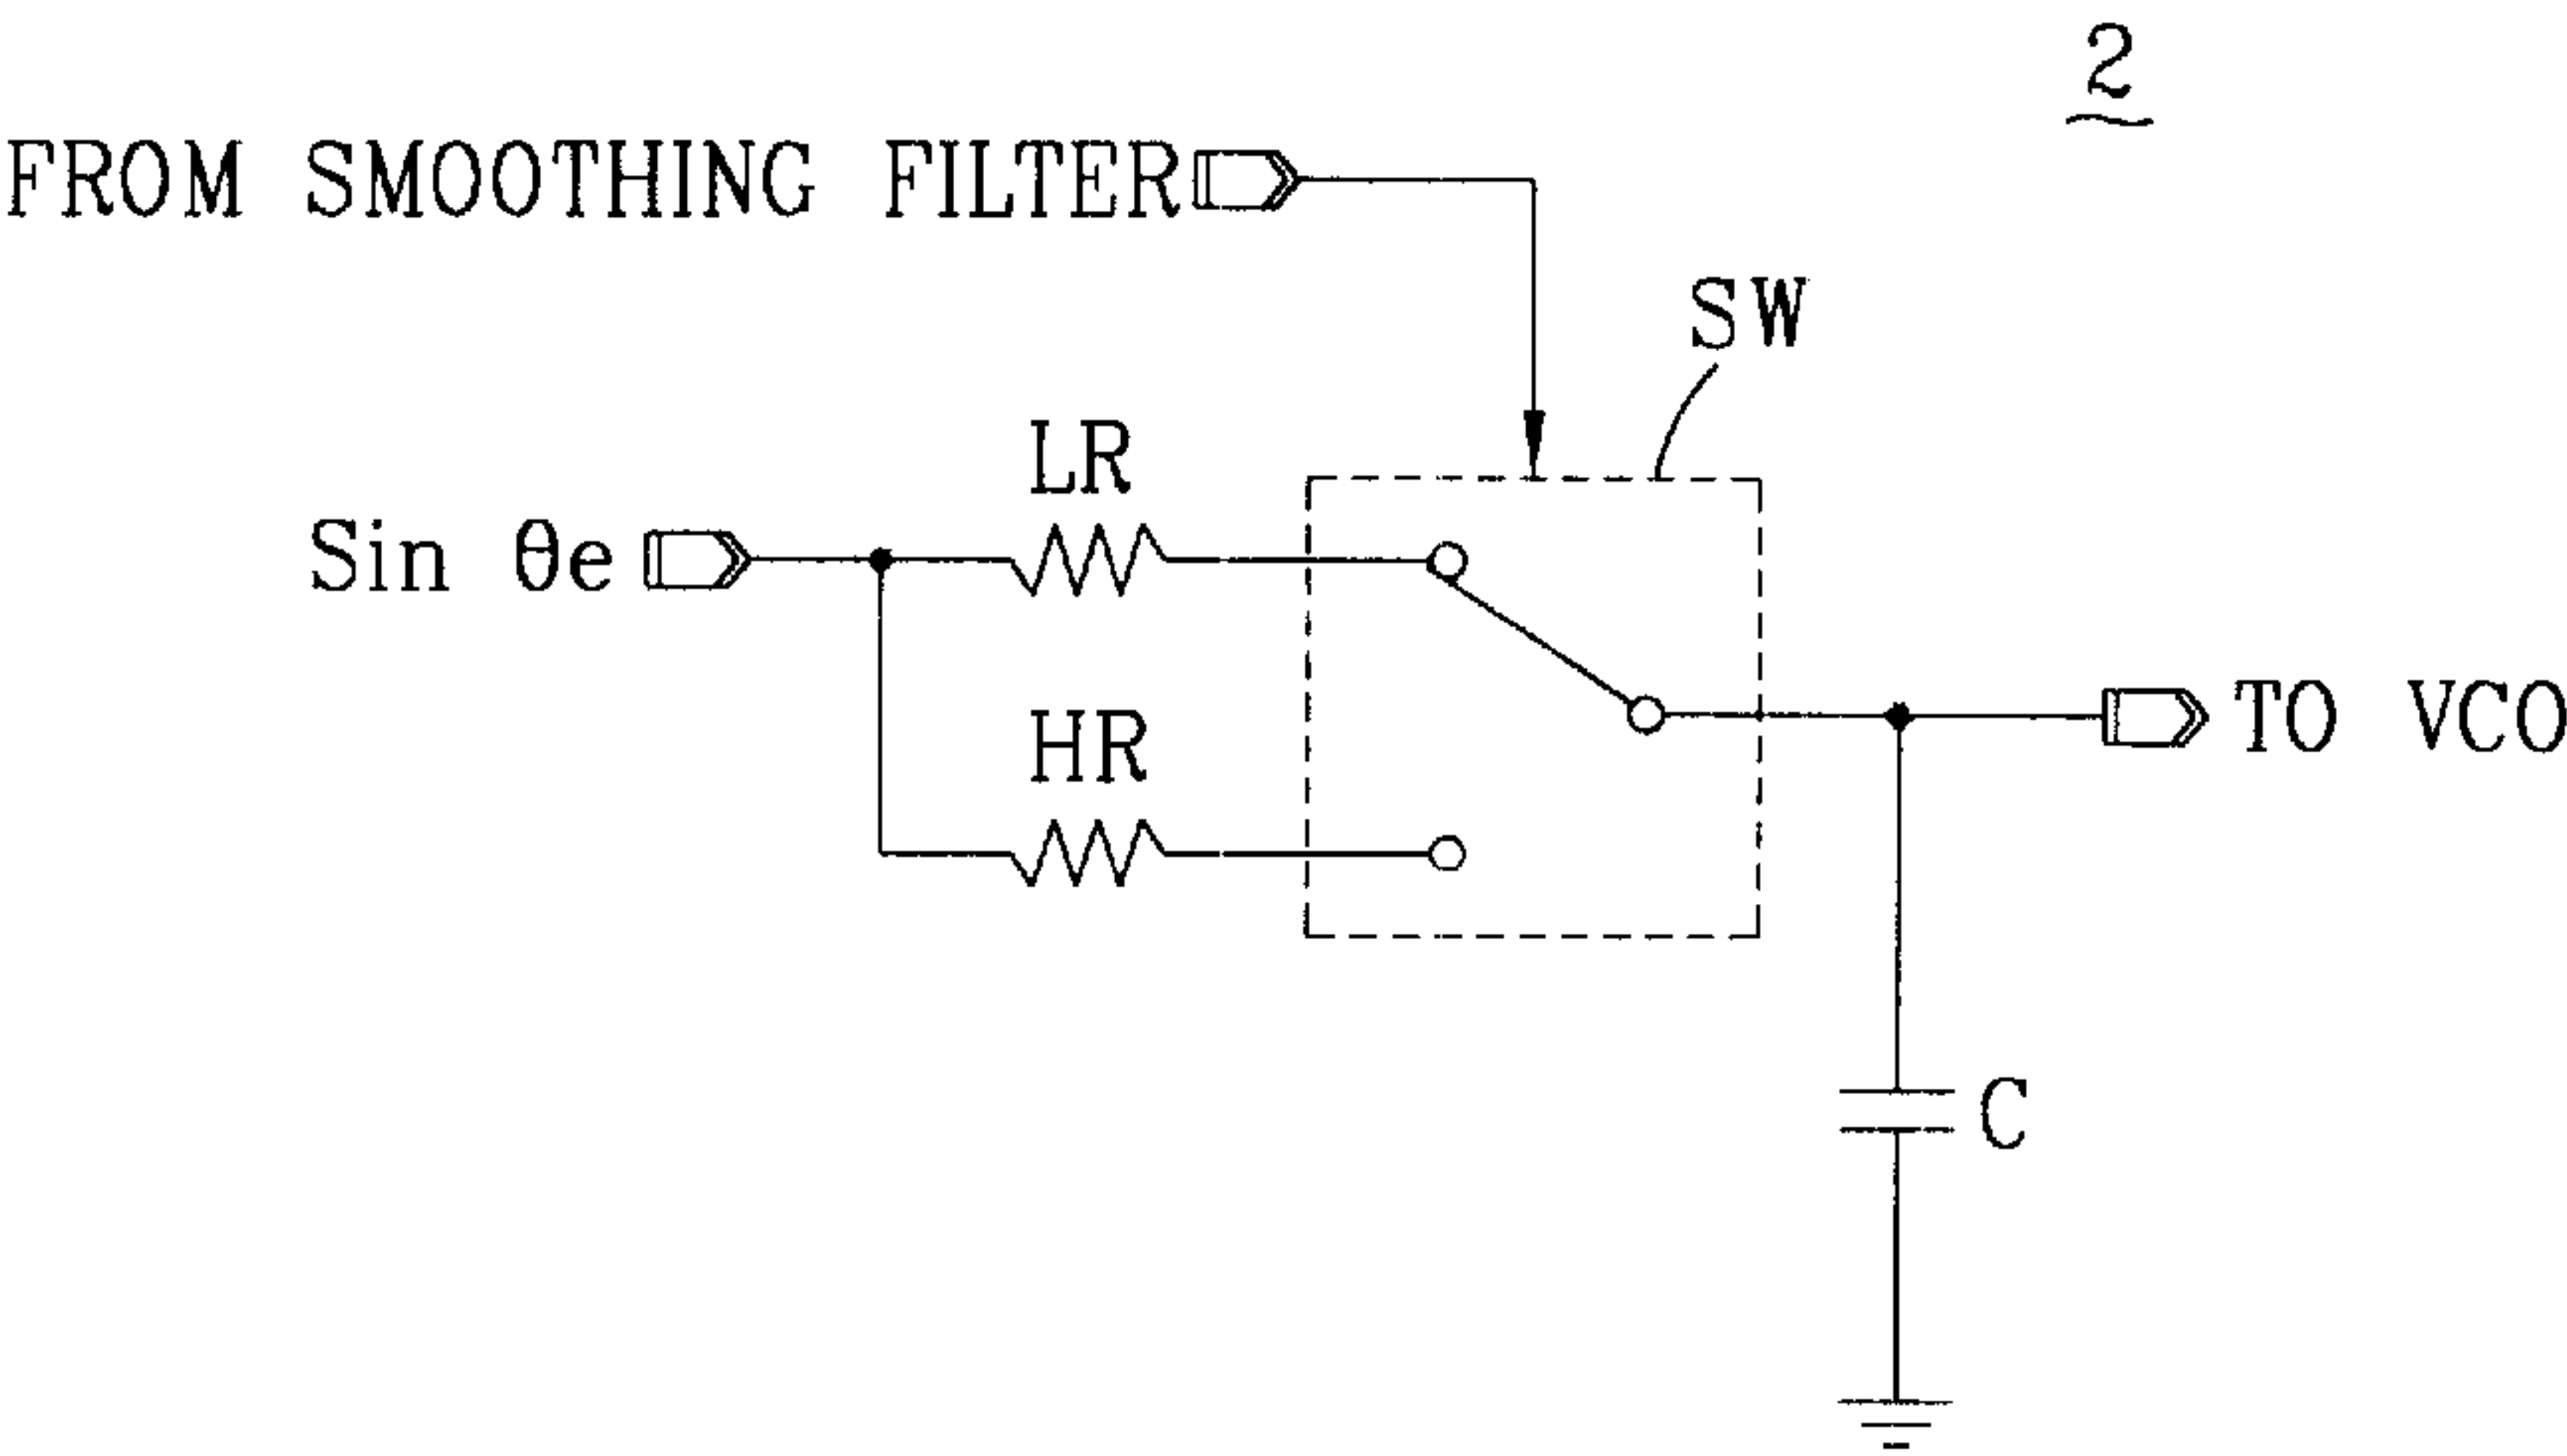 2
FROM SMOOTHING FILTER
SW
LR
Sin θe
HR
TO VCO
C